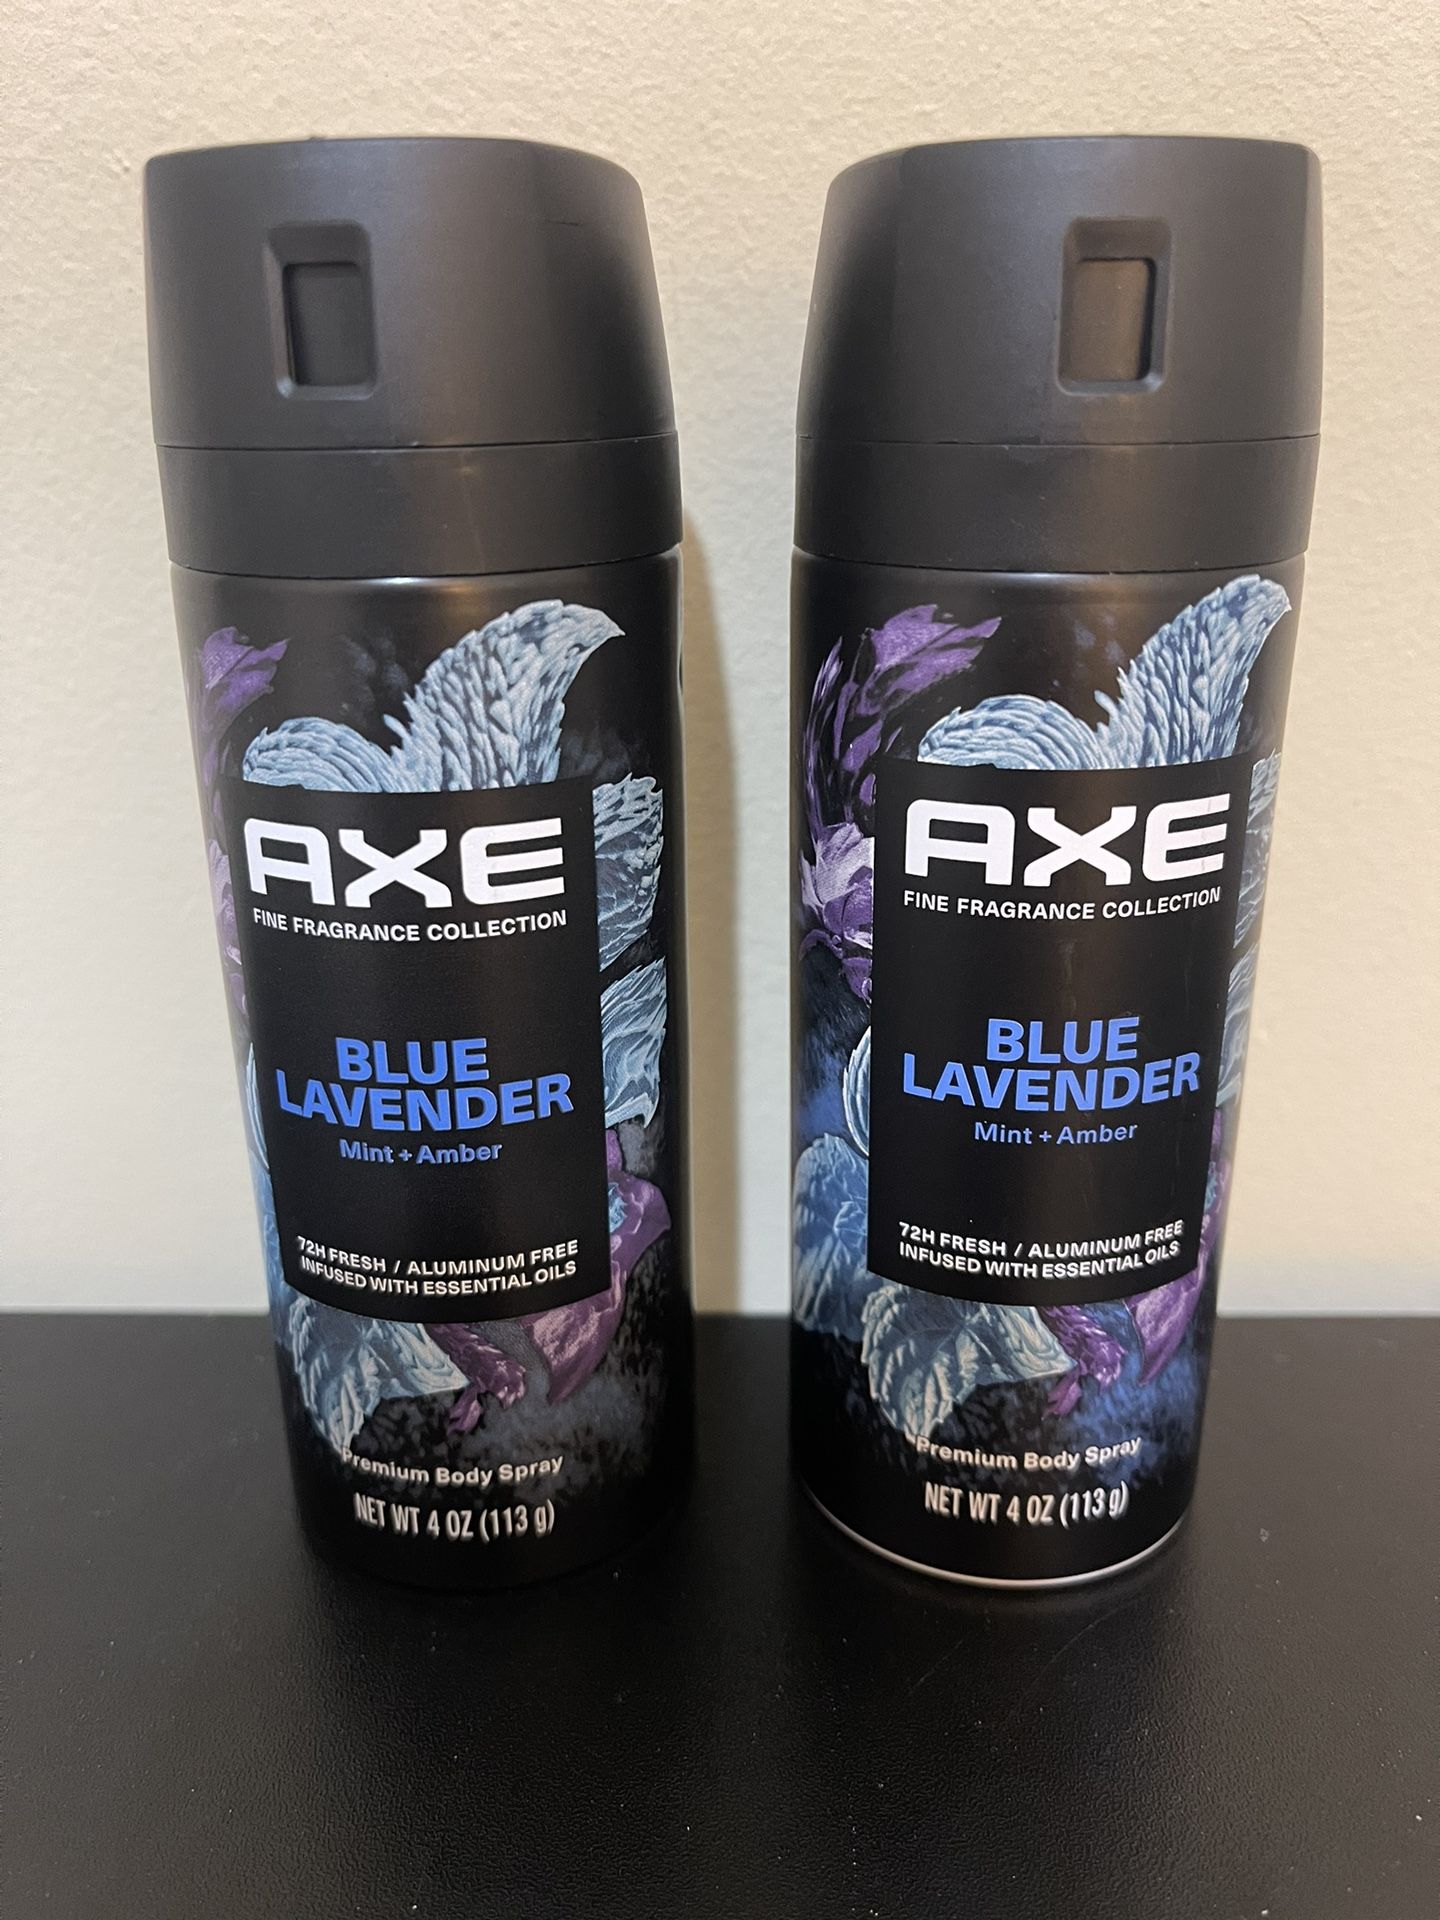 AXE
FINE FRAGRANCE COLLECTION
BLUE
LAVENDER
Mint + Amber
72H FRESH / ALUMINUM FREE
INFUSED WITH ESSENTIAL OILS
Premium Body Spray
NET WT 4 OZ (113 g)
AXE
FINE FRAGRANCE COLLECTION
BLUE
LAVENDER
Mint + Amber
72H FRESH / ALUMINUM FREE
INFUSED WITH ESSENTIAL OILS
Premium Body Spray
NET WT 4 OZ (113 g)